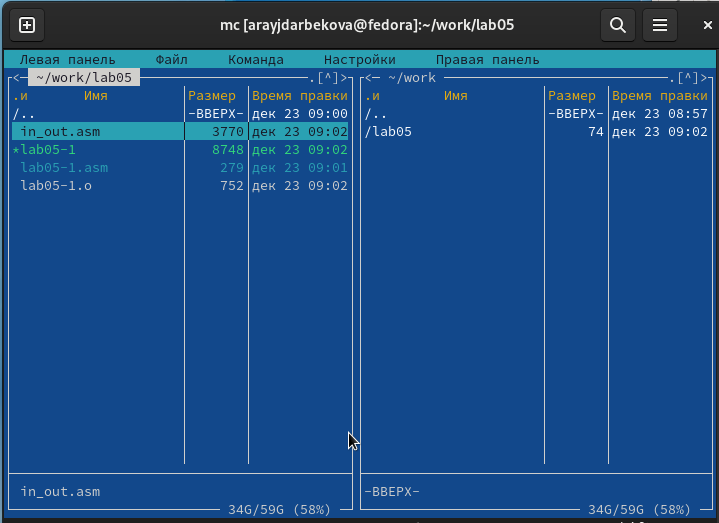 mc [arayjdarbekova@fedora]:~/work/lab05
Левая панель Файл Команда Настройки Правая панель
<─ ~/work/lab05 .[^]>
.и Имя Размер Время правки
/.. -ВВЕРХ- дек 23 09:00
in_out.asm 3770 дек 23 09:02
*lab05-1 8748 дек 23 09:02
lab05-1.asm 279 дек 23 09:01
lab05-1.o 752 дек 23 09:02
in_out.asm
34G/59G (58%)
<─ ~/work .[^]>
.и Имя Размер Время правки
/.. -ВВЕРХ- дек 23 08:57
/lab05 74 дек 23 09:02
-ВВЕРХ-
34G/59G (58%)